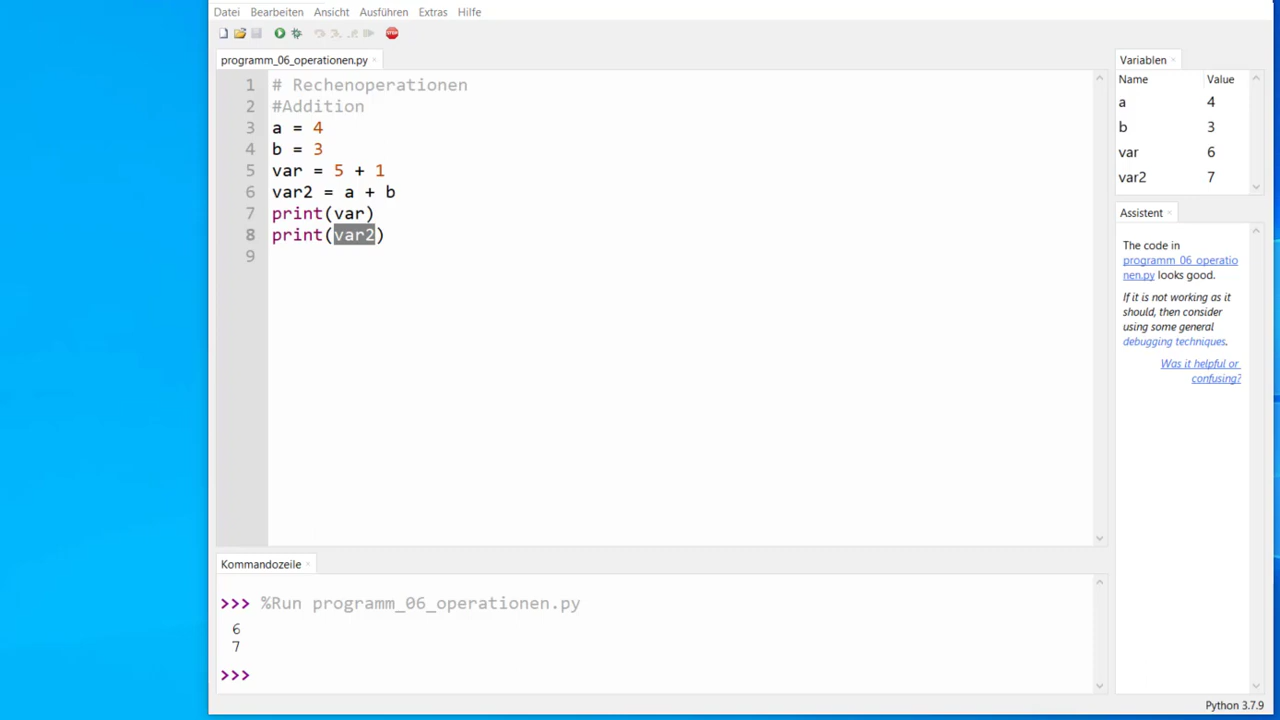 Datei Bearbeiten Ansicht Ausführen Extras Hilfe
STOP
programm_06_operationen.py ×
1 # Rechenoperationen
2 #Addition
3 a = 4
4 b = 3
5 var = 5 + 1
6 var2 = a + b
7 print(var)
8 print(var2)
9
Variablen ×
Name Value
a 4
b 3
var 6
var2 7
Assistent ×
The code in
programm_06_operatio
nen.py looks good.
If it is not working as it
should, then consider
using some general
debugging techniques.
Was it helpful or
confusing?
Kommandozeile ×
>>> %Run programm_06_operationen.py
6
7
>>>
Python 3.7.9